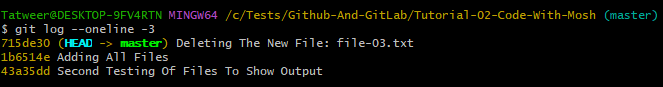 Tatweer@DESKTOP-9FV4RTN MINGW64 /c/Tests/Github-And-GitLab/Tutorial-02-Code-With-Mosh (master)
$ git log --oneline -3
715de30 (HEAD -> master) Deleting The New File: file-03.txt
1b6514e Adding All Files
43a35dd Second Testing Of Files To Show Output